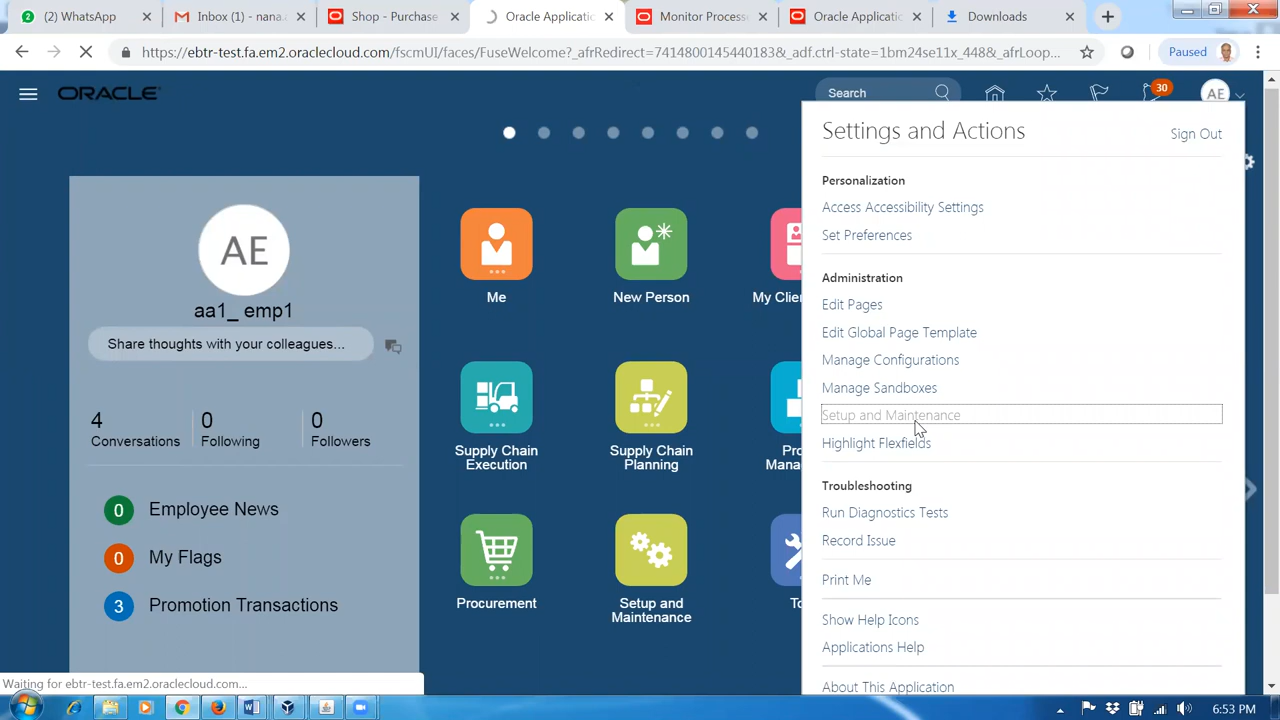 2
(2) WhatsApp
Inbox (1) - nana.
Shop - Purchase
Oracle Applicatio
Monitor Process
Oracle Applicati
Downloads
https://ebtr-test.fa.em2.oraclecloud.com/fscmUI/faces/FuseWelcome?_afrRedirect=74148001454401838&_adf.ctrl-state=1bm24se11x_448&_afrLoop...
Paused
ORACLE
Search
30
AE
Settings and Actions
Sign Out
Personalization
Access Accessibility Settings
Set Preferences
Administration
Edit Pages
Edit Global Page Template
Manage Configurations
Manage Sandboxes
Setup and Maintenance
Highlight Flexfields
Troubleshooting
Run Diagnostics Tests
Record Issue
Print Me
Show Help Icons
Applications Help
About This Application
AE
aa1_ emp1
Share thoughts with your colleagues...
4
Conversations
0
Following
0
Followers
0 Employee News
0 My Flags
3 Promotion Transactions
Me
New Person
My Clie
Supply Chain
Execution
Supply Chain
Planning
Pro
Mana
Procurement
Setup and
Maintenance
To
Waiting for ebtr-test.fa.em2.oraclecloud.com...
6:53 PM